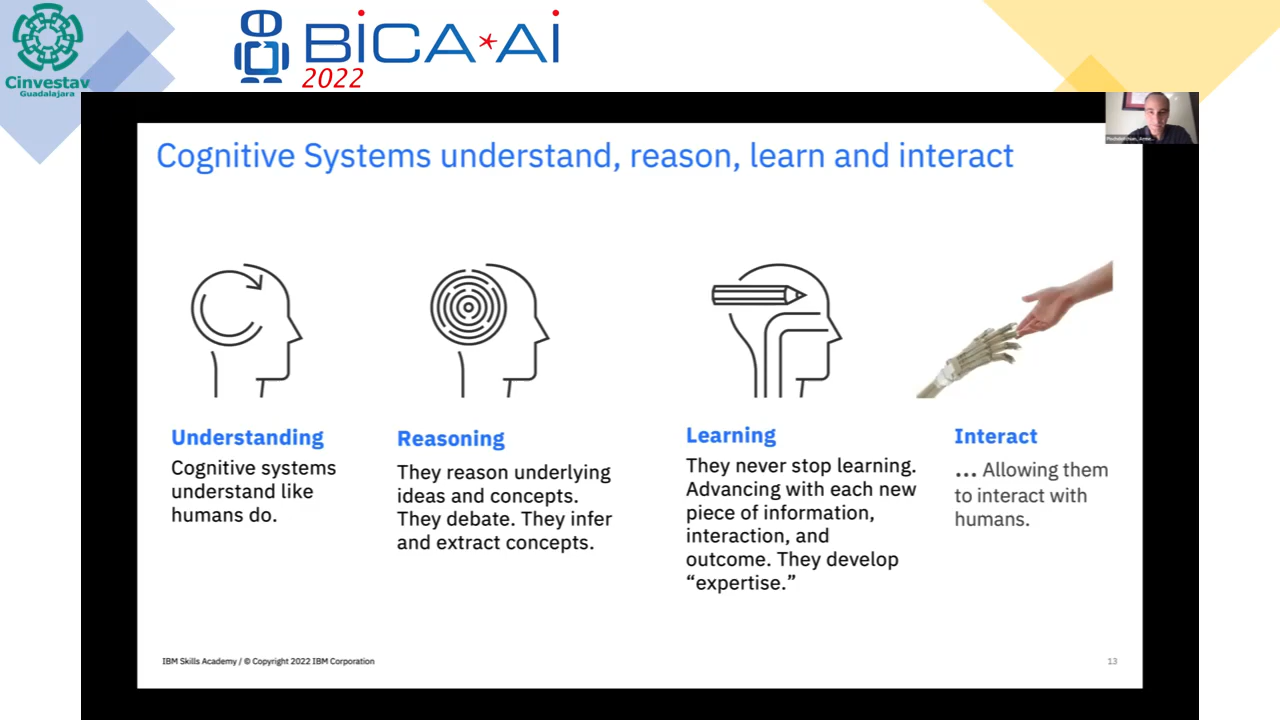 Cinvestav
Guadalajara
BiCA*Ai
2022
Cognitive Systems understand, reason, learn and interact
Understanding
Cognitive systems
understand like
humans do.
Reasoning
They reason underlying
ideas and concepts.
They debate. They infer
and extract concepts.
Learning
They never stop learning.
Advancing with each new
piece of information,
interaction, and
outcome. They develop
“expertise.”
Interact
... Allowing them
to interact with
humans.
IBM Skills Academy / © Copyright 2022 IBM Corporation
13